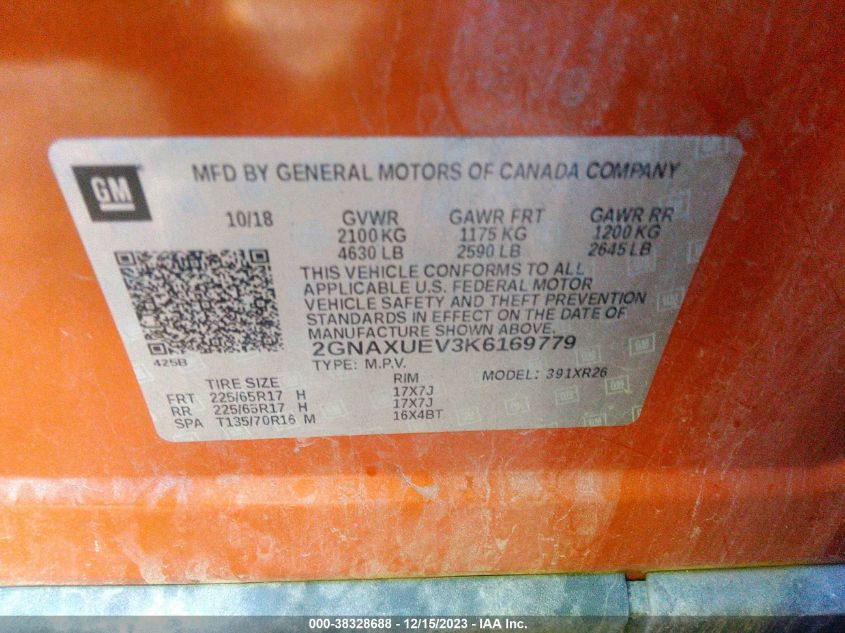 GM
MFD BY GENERAL MOTORS OF CANADA COMPANY
10/18 GVWR GAWR FRT GAWR RR
2100 KG 1175 KG 1200 KG
4630 LB 2590 LB 2645 LB
THIS VEHICLE CONFORMS TO ALL
APPLICABLE U.S. FEDERAL MOTOR
VEHICLE SAFETY AND THEFT PREVENTION
STANDARDS IN EFFECT ON THE DATE OF
MANUFACTURE SHOWN ABOVE.
425B
2GNAXUEV3K6169779
TYPE: M.P.V. MODEL: 391XR26
TIRE SIZE RIM
FRT 225/65R17 H 17X7J
RR 225/65R17 H 17X7J
SPA T135/70R16 M 16X4BT
000-38328688 - 12/15/2023 - IAA Inc.